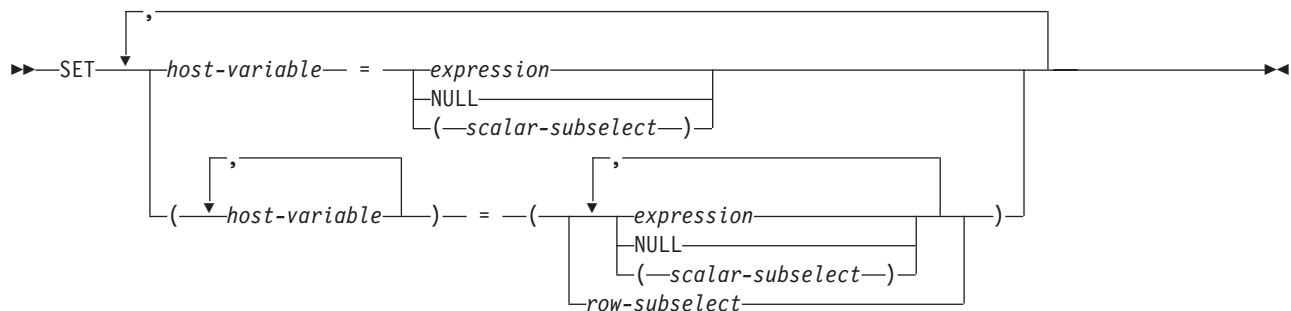 ,
SET host-variable = expression
NULL
( scalar-subselect )
, ,
( host-variable ) = ( expression )
NULL
( scalar-subselect )
row-subselect